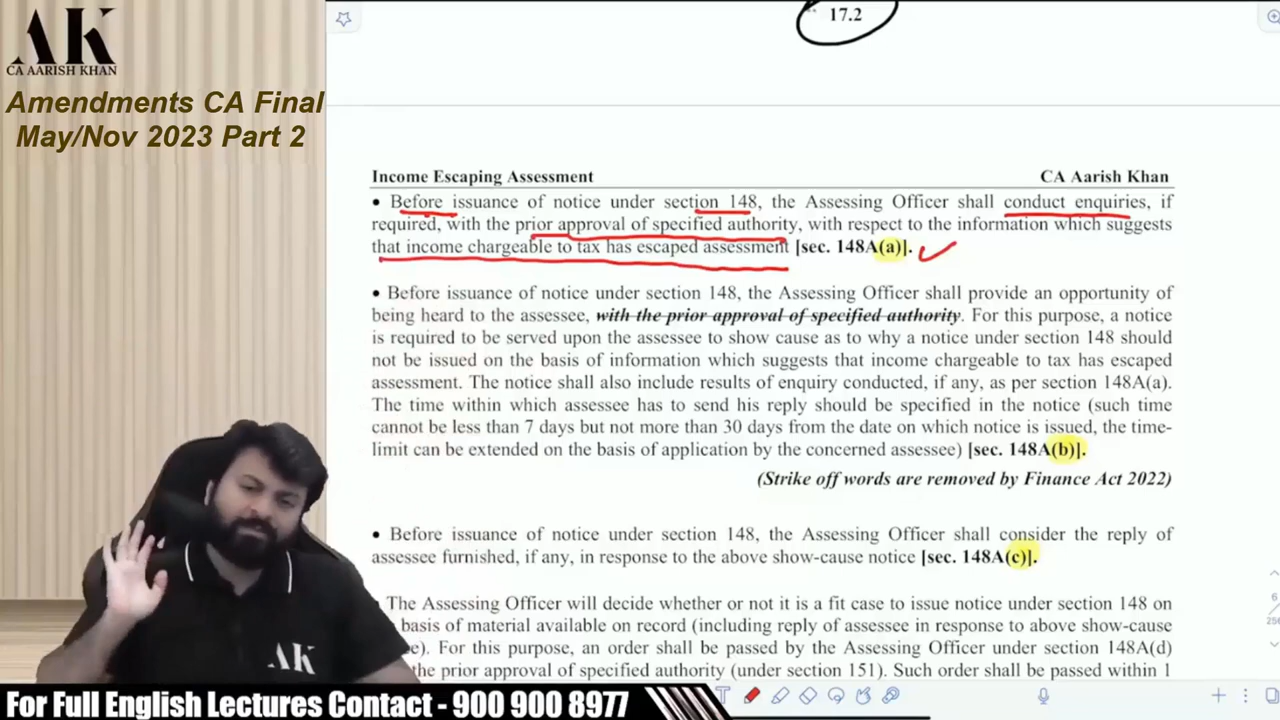 AK
CA AARISH KHAN
Amendments CA Final
May/Nov 2023 Part 2
17.2
Income Escaping Assessment CA Aarish Khan
• Before issuance of notice under section 148, the Assessing Officer shall conduct enquiries, if
required, with the prior approval of specified authority, with respect to the information which suggests
that income chargeable to tax has escaped assessment [sec. 148A(a)].
• Before issuance of notice under section 148, the Assessing Officer shall provide an opportunity of
being heard to the assessee, with the prior approval of specified authority. For this purpose, a notice
is required to be served upon the assessee to show cause as to why a notice under section 148 should
not be issued on the basis of information which suggests that income chargeable to tax has escaped
assessment. The notice shall also include results of enquiry conducted, if any, as per section 148A(a).
The time within which assessee has to send his reply should be specified in the notice (such time
cannot be less than 7 days but not more than 30 days from the date on which notice is issued, the time-
limit can be extended on the basis of application by the concerned assessee) [sec. 148A(b)].
(Strike off words are removed by Finance Act 2022)
• Before issuance of notice under section 148, the Assessing Officer shall consider the reply of
assessee furnished, if any, in response to the above show-cause notice [sec. 148A(c)].
The Assessing Officer will decide whether or not it is a fit case to issue notice under section 148 on
basis of material available on record (including reply of assessee in response to above show-cause
For this purpose, an order shall be passed by the Assessing Officer under section 148A(d)
the prior approval of specified authority (under section 151). Such order shall be passed within 1
6
AK
For Full English Lectures Contact - 900 900 8977